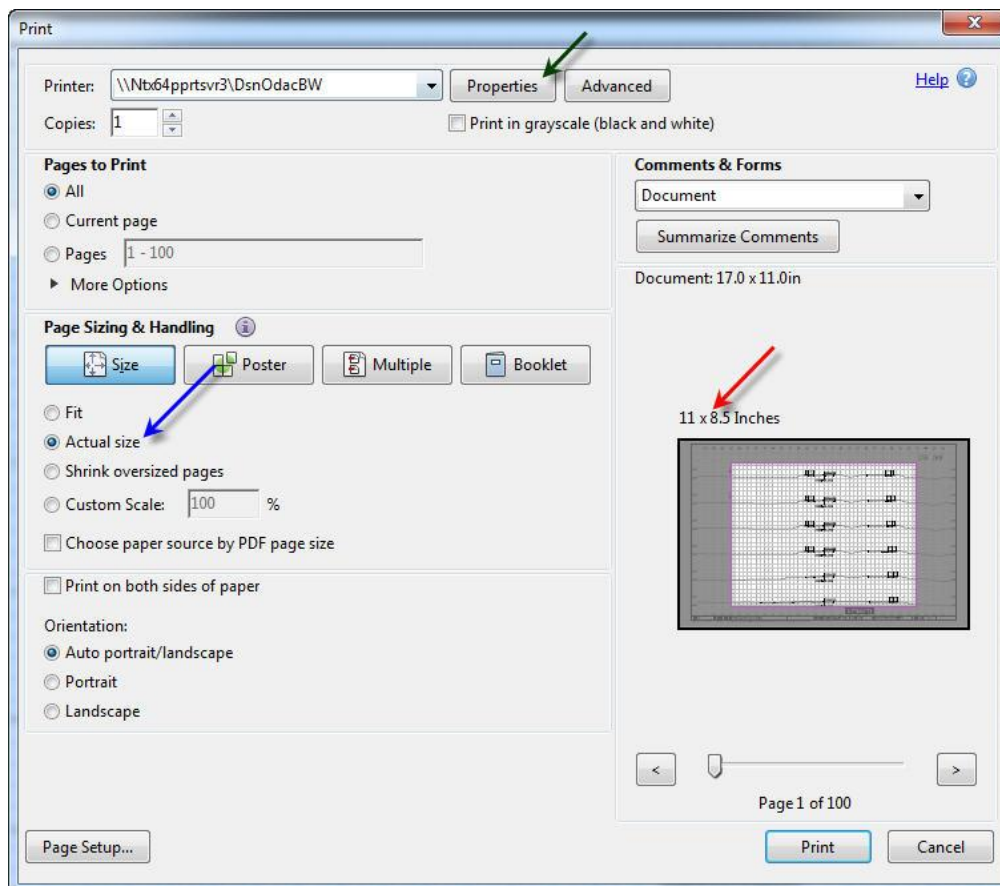 Print
Printer: \\Ntx64pprtsvr3\DsnOdacBW Properties Advanced Help
Copies: 1 Print in grayscale (black and white)
Pages to Print
All
Current page
Pages 1 - 100
More Options
Page Sizing & Handling
Size Poster Multiple Booklet
Fit
Actual size
Shrink oversized pages
Custom Scale: 100 %
Choose paper source by PDF page size
Print on both sides of paper
Orientation:
Auto portrait/landscape
Portrait
Landscape
Comments & Forms
Document
Summarize Comments
Document: 17.0 x 11.0in
11 x 8.5 Inches
< >
Page 1 of 100
Page Setup... Print Cancel